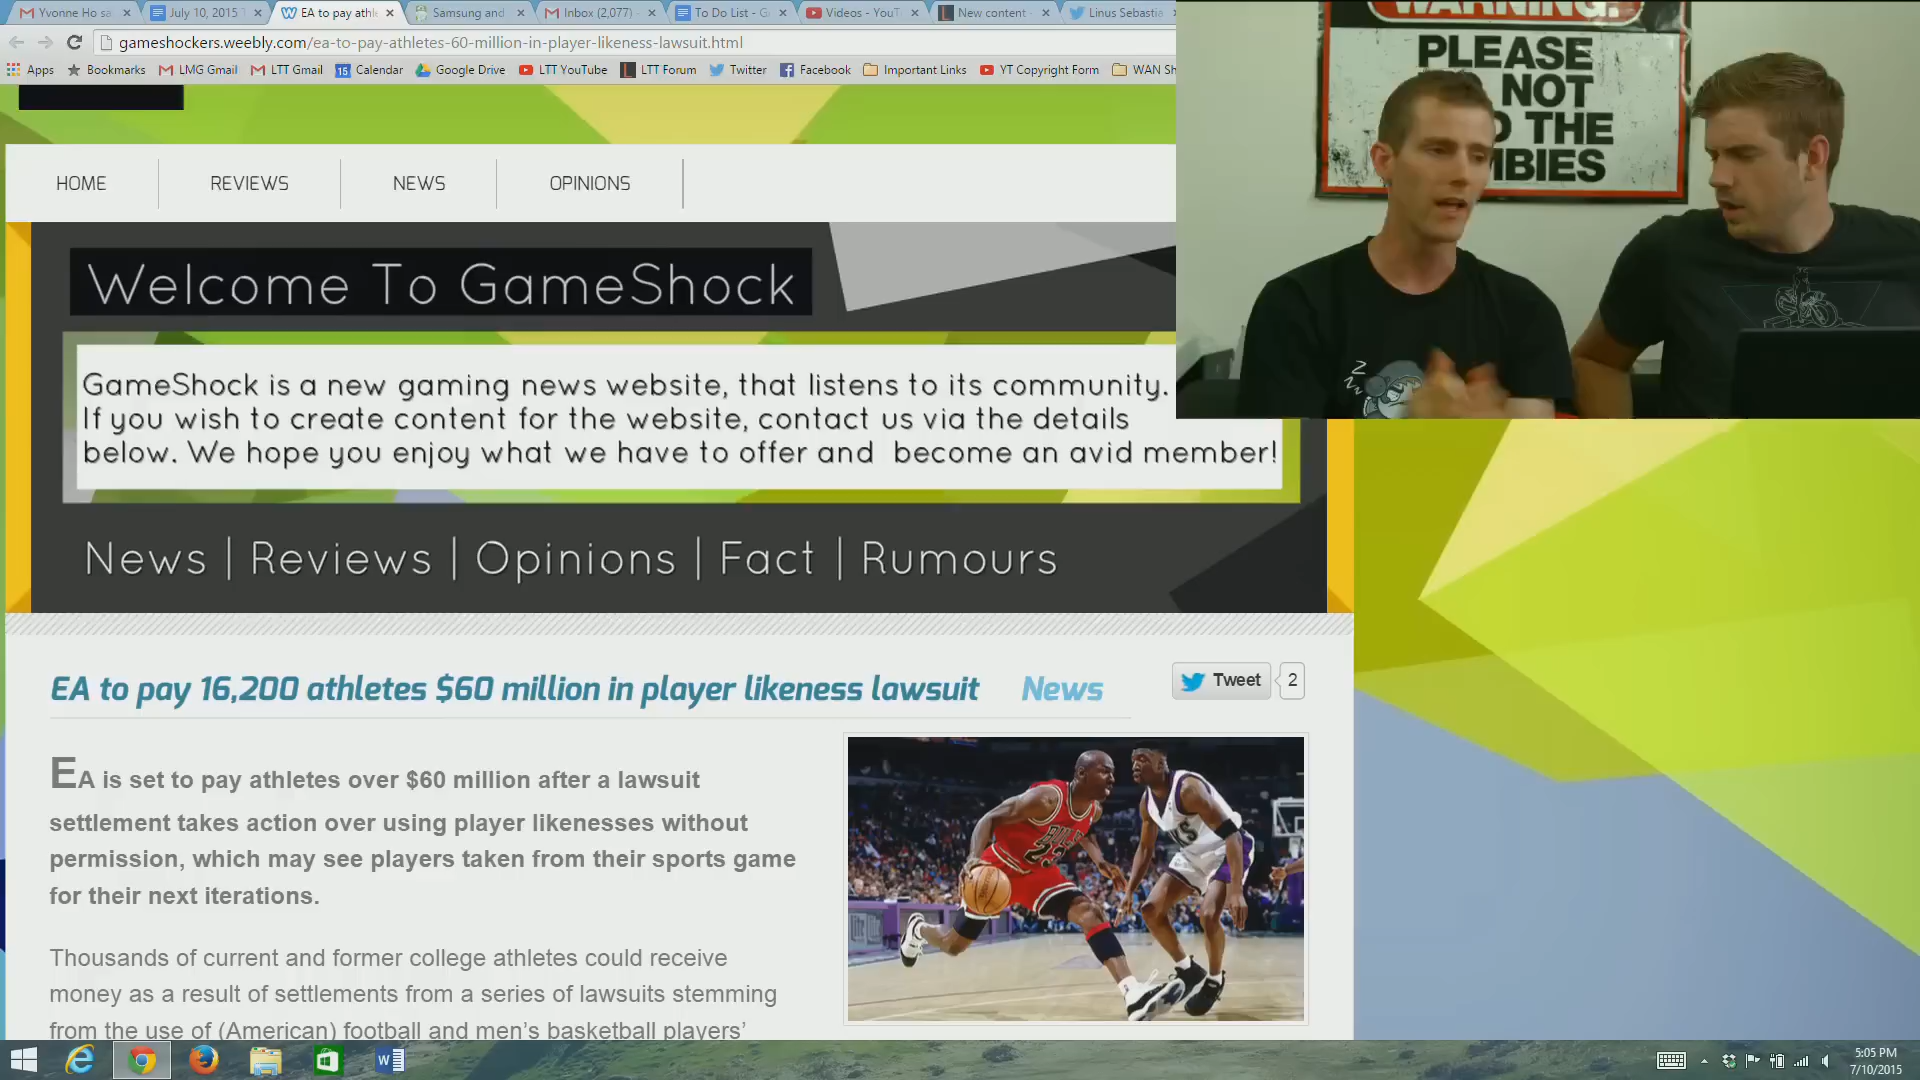 Yvonne Ho sa
July 10, 2015 T
EA to pay athl
Samsung and
Inbox (2,077)
To Do List - G
Videos - YouT
New content
Linus Sebastia
gameshockers.weebly.com/ea-to-pay-athletes-60-million-in-player-likeness-lawsuit.html
Apps
Bookmarks
LMG Gmail
LTT Gmail
15
Calendar
Google Drive
LTT YouTube
LTT Forum
Twitter
Facebook
Important Links
YT Copyright Form
WAN Sh
WARNING!
PLEASE
NOT
THE
HOME
REVIEWS
NEWS
OPINIONS
Welcome To GameShock
GameShock is a new gaming news website, that listens to its community.
If you wish to create content for the website, contact us via the details
below. We hope you enjoy what we have to offer and become an avid member!
News | Reviews | Opinions | Fact | Rumours
EA to pay 16,200 athletes $60 million in player likeness lawsuit
News
Tweet
2
EA is set to pay athletes over $60 million after a lawsuit
settlement takes action over using player likenesses without
permission, which may see players taken from their sports game
for their next iterations.
BULLS
23
Thousands of current and former college athletes could receive
money as a result of settlements from a series of lawsuits stemming
from the use of (American) football and men's basketball players'
5:05 PM
7/10/2015